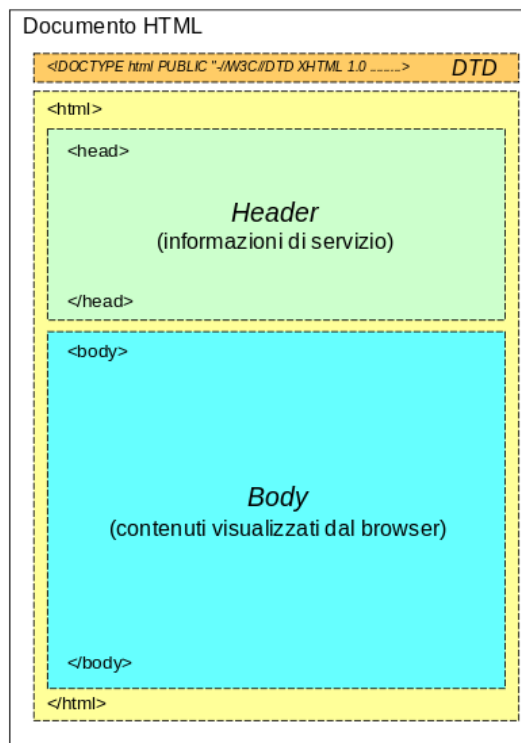 Documento HTML
<!DOCTYPE html PUBLIC "-//W3C//DTD XHTML 1.0 .........> DTD
<html>
<head>
Header
(informazioni di servizio)
</head>
<body>
Body
(contenuti visualizzati dal browser)
</body>
</html>